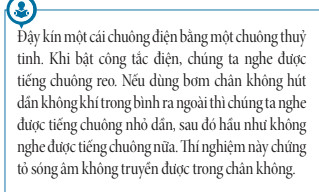 Đậy kín một cái chuông điện bằng một chuông thuỷ
tinh. Khi bật công tắc điện, chúng ta nghe được
tiếng chuông reo. Nếu dùng bơm chân không hút
dần không khí trong bình ra ngoài thì chúng ta nghe
được tiếng chuông nhỏ dần, sau đó hầu như không
nghe được tiếng chuông nữa. Thí nghiệm này chứng
tỏ sóng âm không truyền được trong chân không.